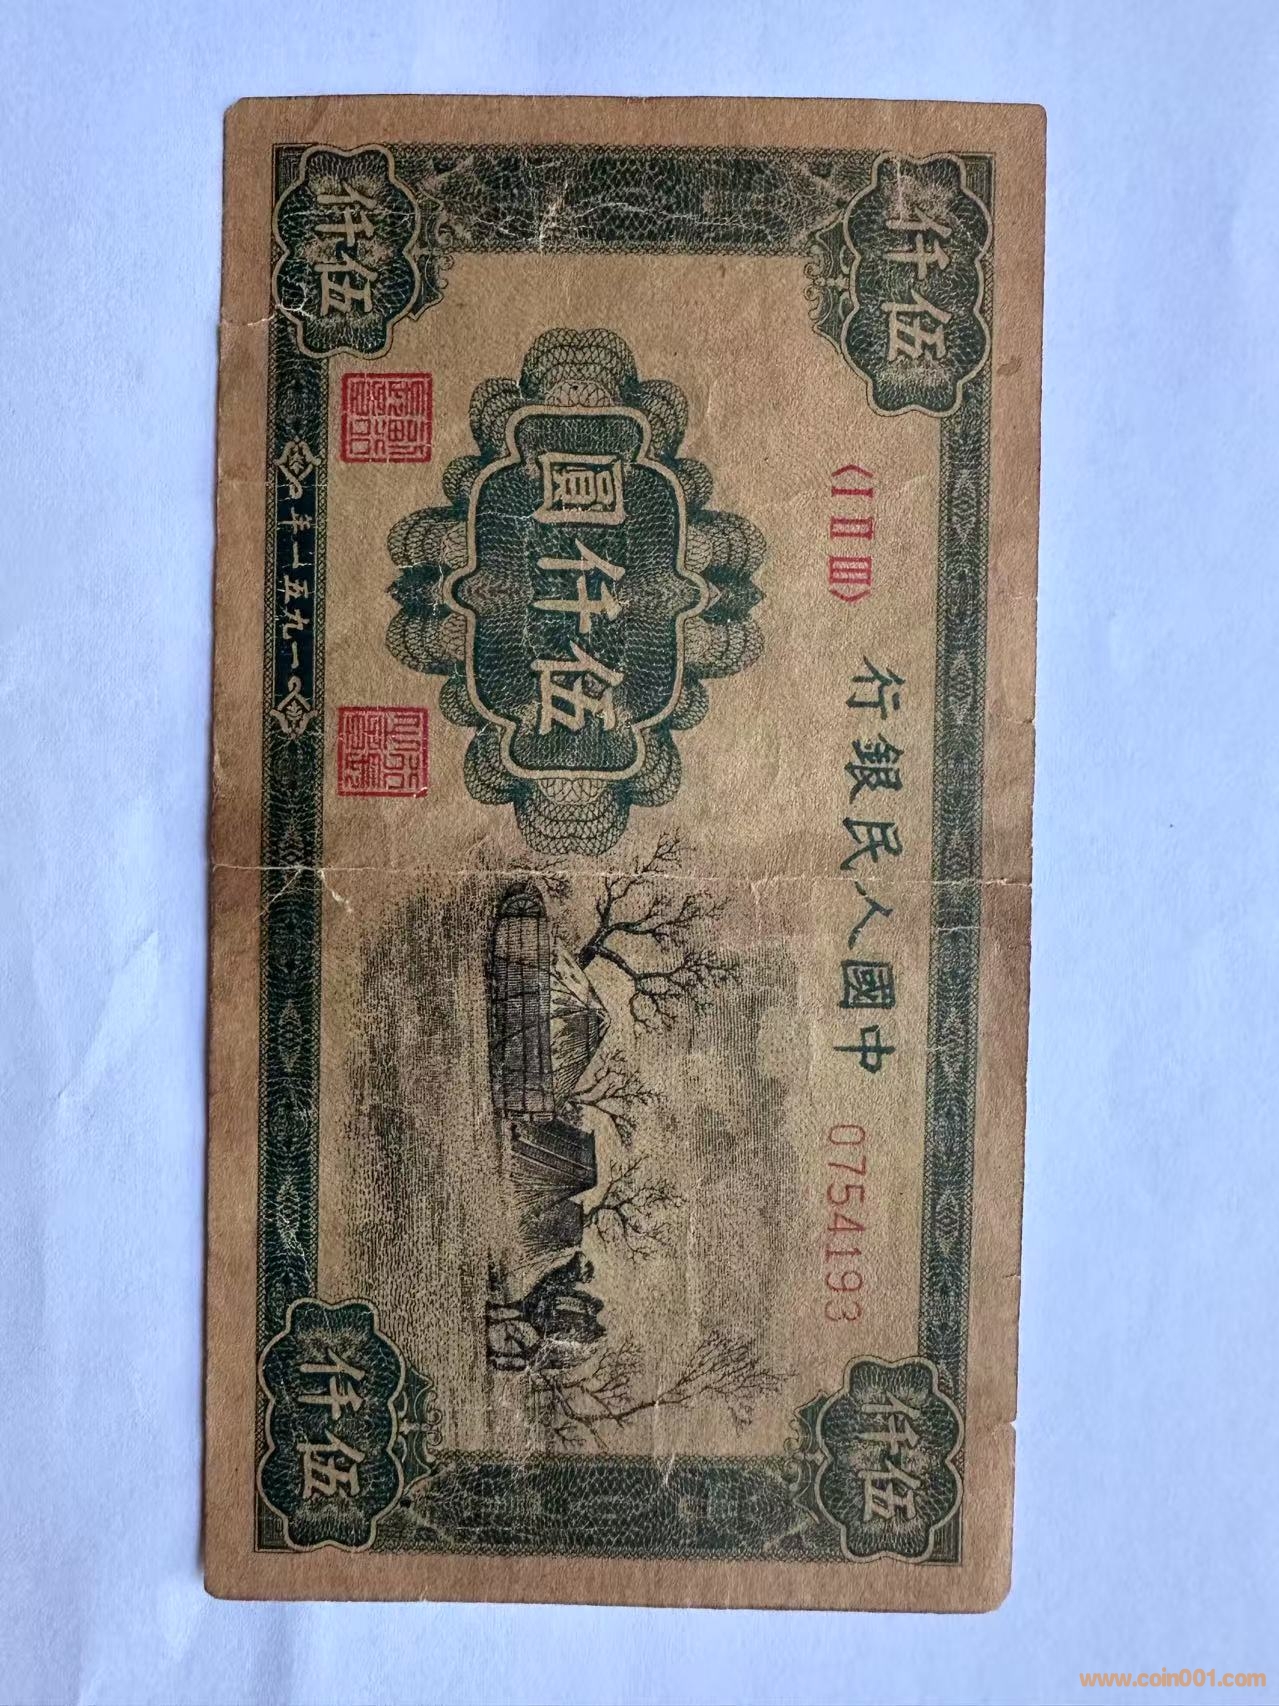 伍仟
伍仟
〈I II III〉
中國人民銀行
0754193
伍仟圓
伍仟
一九五一年
伍仟
www.coin001.com